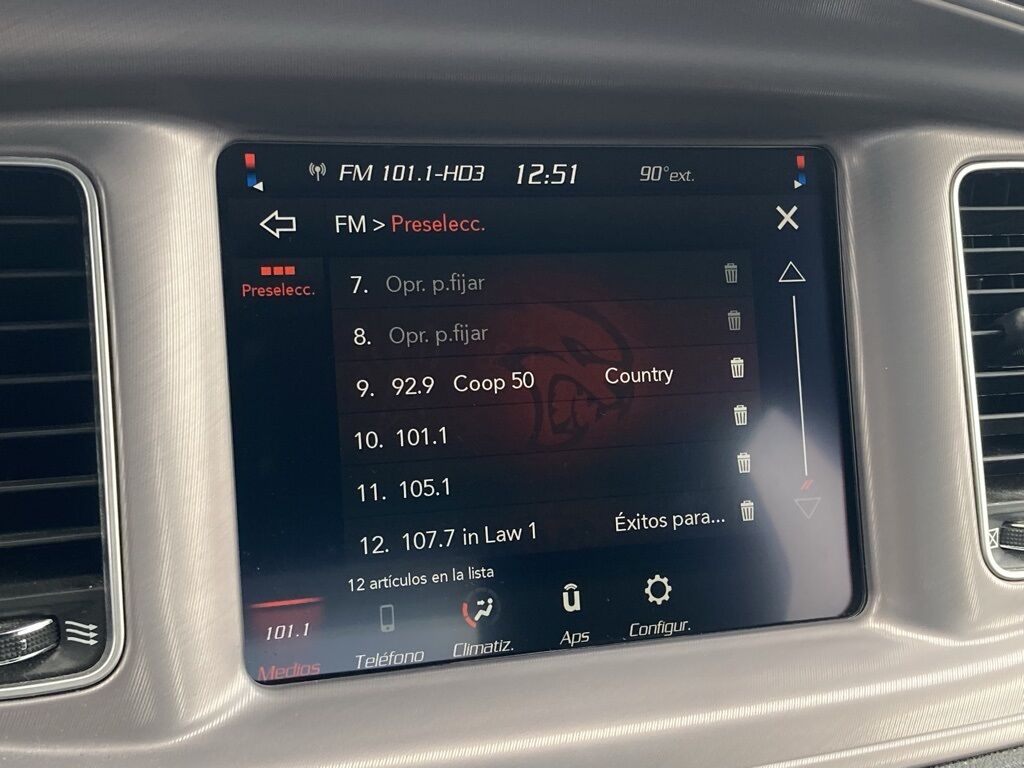 FM 101.1-HD3 12:51 90°ext.
FM > Preselecc.
Preselecc.
7. Opr. p.fijar
8. Opr. p.fijar
9. 92.9 Coop 50 Country
10. 101.1
11. 105.1
12. 107.7 in Law 1 Éxitos para...
12 artículos en la lista
101.1
Medios Teléfono Climatiz. Aps Configur.